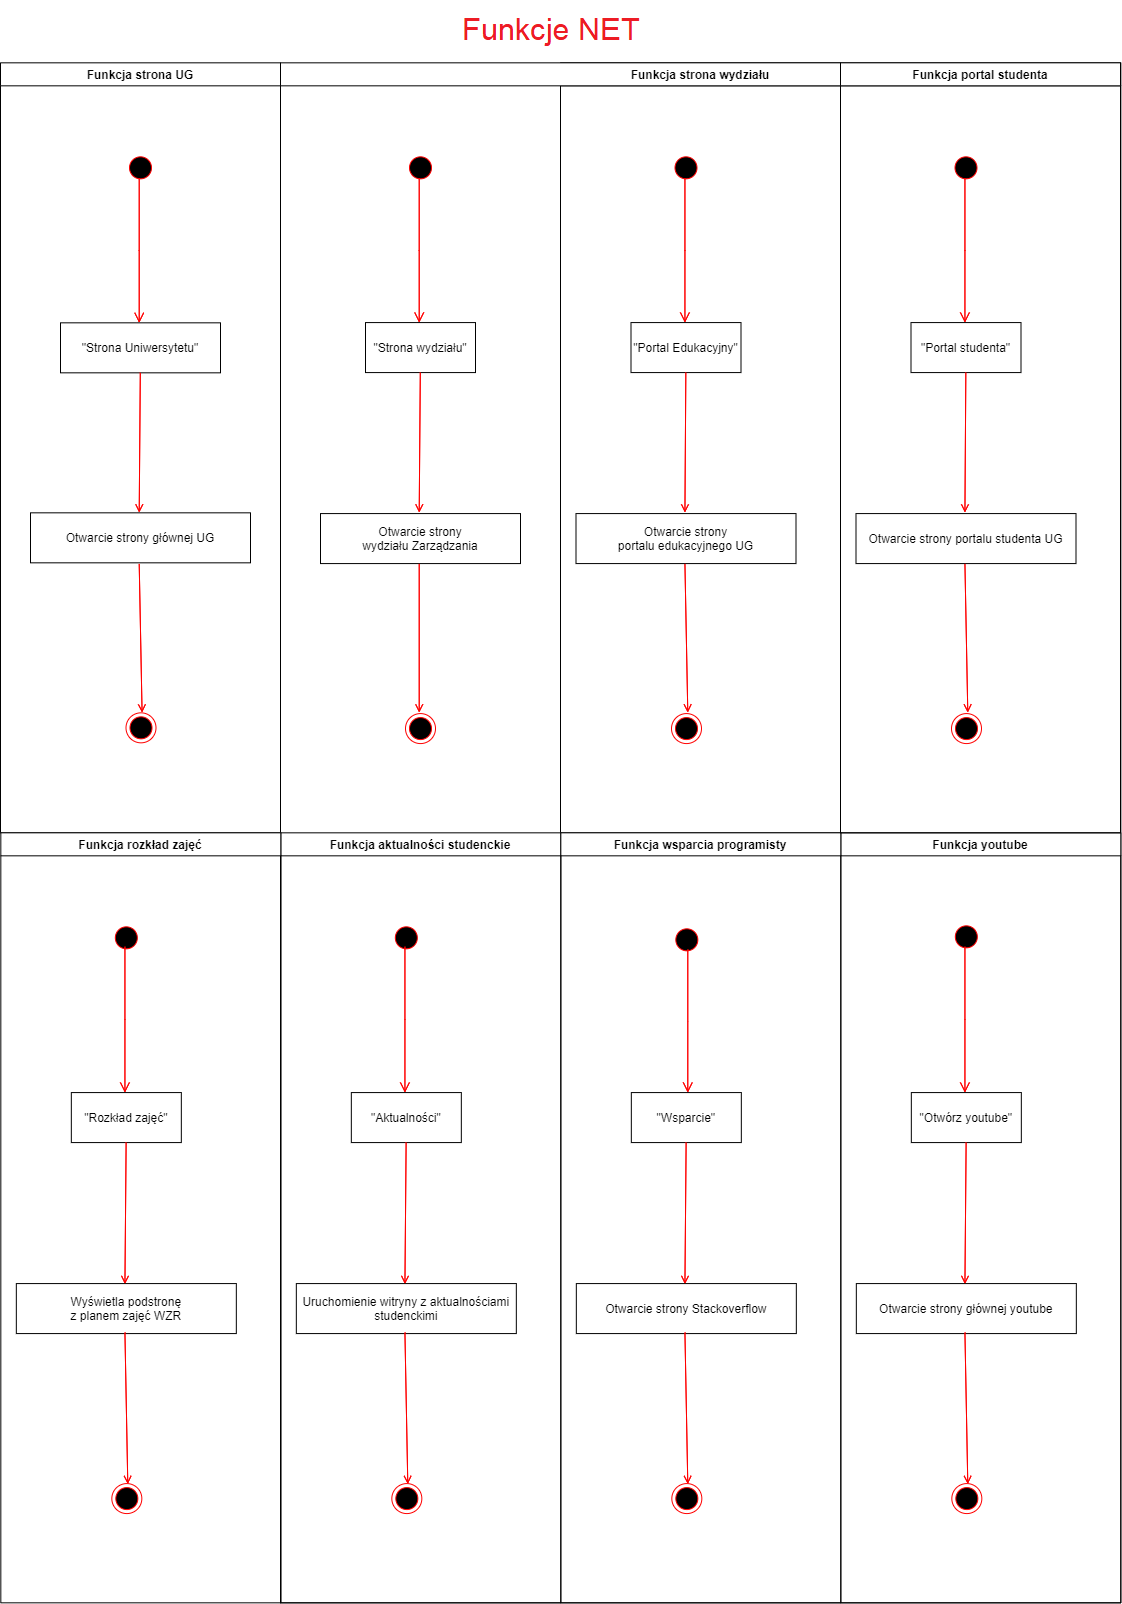 Funkcje NET
Funkcja strona UG
Funkcja strona wydziału
Funkcja portal studenta
"Strona Uniwersytetu"
"Strona wydziału"
"Portal Edukacyjny"
"Portal studenta"
Otwarcie strony głównej UG
Otwarcie strony
wydziału Zarządzania
Otwarcie strony
portalu edukacyjnego UG
Otwarcie strony portalu studenta UG
Funkcja rozkład zajęć
Funkcja aktualności studenckie
Funkcja wsparcia programisty
Funkcja youtube
"Rozkład zajęć"
"Aktualności"
"Wsparcie"
"Otwórz youtube"
Wyświetla podstronę
z planem zajęć WZR
Uruchomienie witryny z aktualnościami
studenckimi
Otwarcie strony Stackoverflow
Otwarcie strony głównej youtube